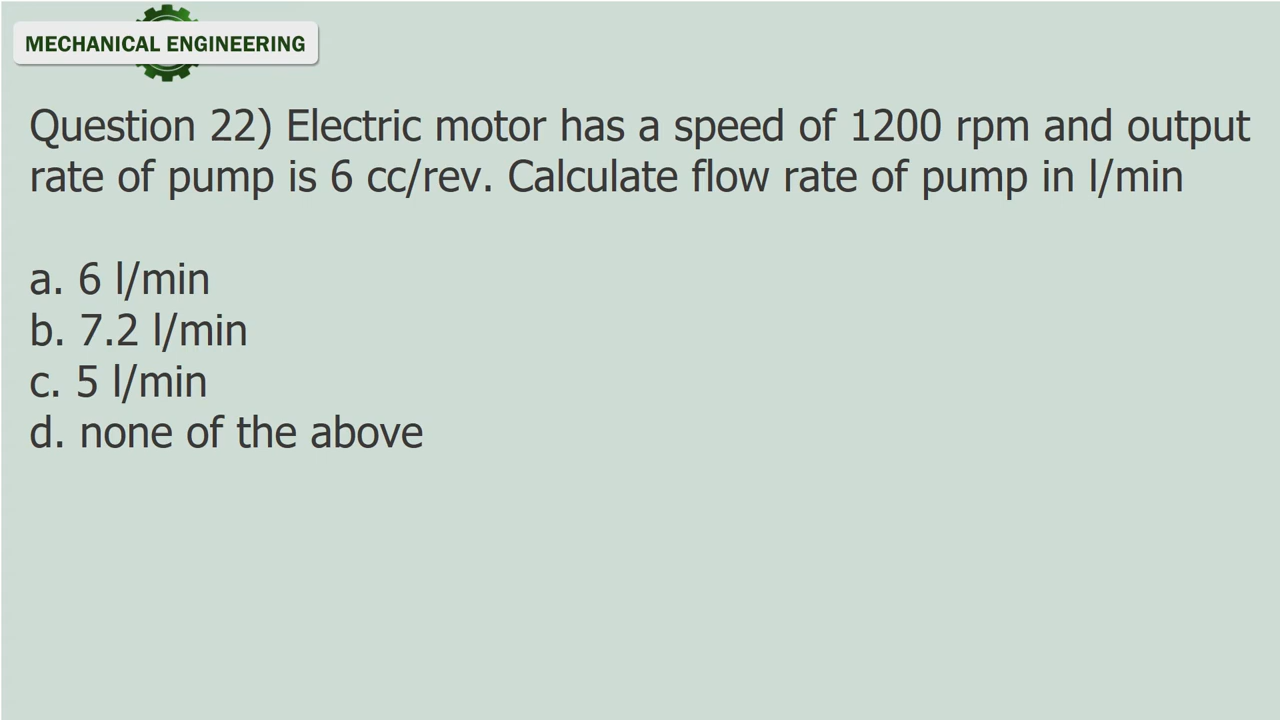 MECHANICAL ENGINEERING
Question 22) Electric motor has a speed of 1200 rpm and output
rate of pump is 6 cc/rev. Calculate flow rate of pump in l/min
a. 6 l/min
b. 7.2 l/min
c. 5 l/min
d. none of the above